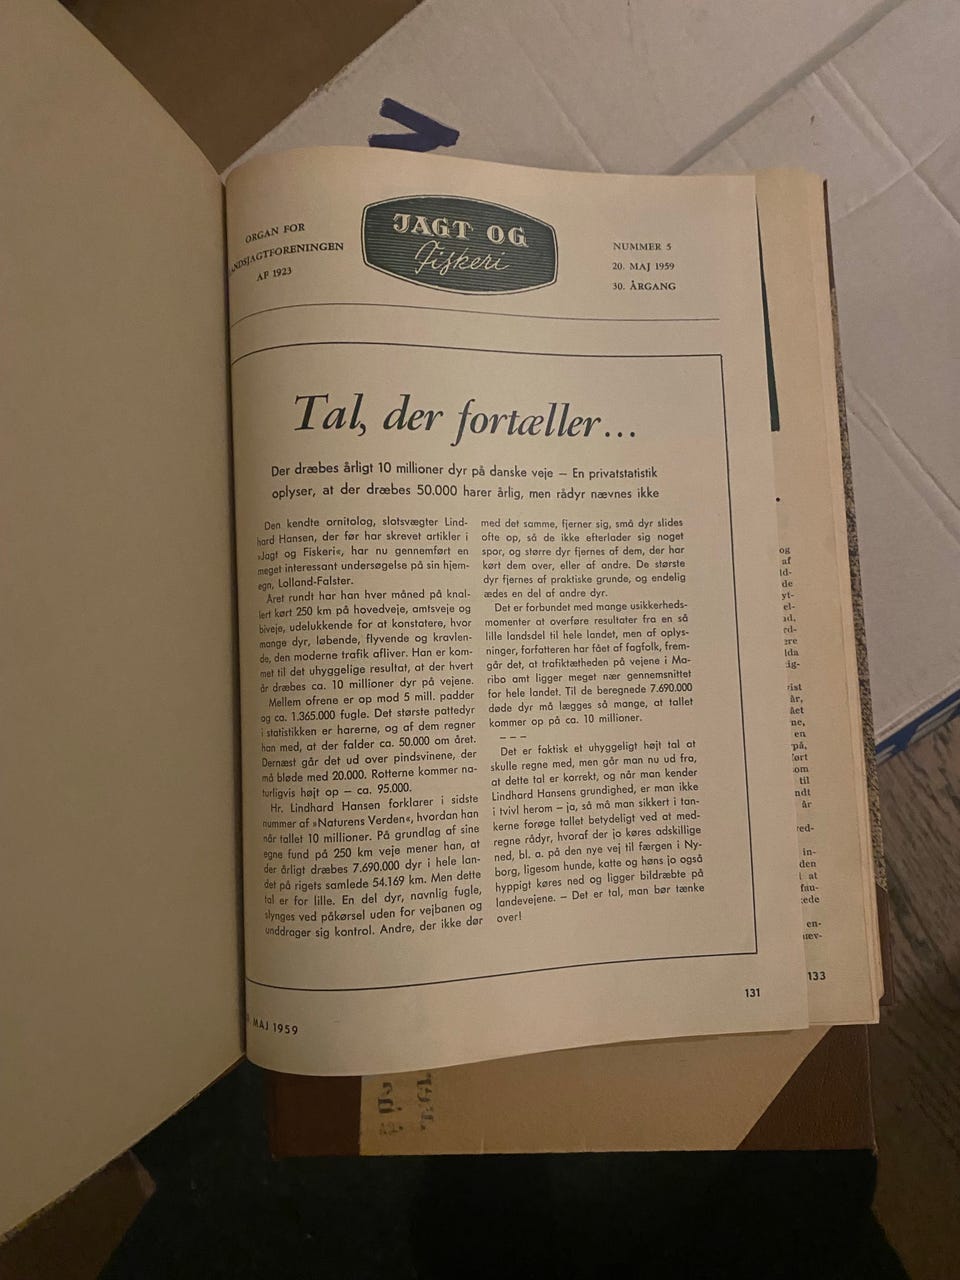 ORGAN FOR
ANDSJAGTFORENINGEN
AF 1923
JAGT OG
Fiskeri
NUMMER 5
20. MAJ 1959
30. ÅRGANG
Tal, der fortæller...
Der dræbes årligt 10 millioner dyr på danske veje – En privatstatistik
oplyser, at der dræbes 50.000 harer årlig, men rådyr nævnes ikke
Den kendte ornitolog, slotsvægter Lind-
hard Hansen, der før har skrevet artikler i
»Jagt og Fiskeri«, har nu gennemført en
meget interessant undersøgelse på sin hjem-
egn, Lolland-Falster.
Året rundt har han hver måned på knal-
lert kørt 250 km på hovedveje, amtsveje og
biveje, udelukkende for at konstatere, hvor
mange dyr, løbende, flyvende og kravlen-
de, den moderne trafik afliver. Han er kom-
met til det uhyggelige resultat, at der hvert
år dræbes ca. 10 millioner dyr på vejene.
Mellem ofrene er op mod 5 mill. padder
og ca. 1.365.000 fugle. Det største pattedyr
i statistikken er harerne, og af dem regner
han med, at der falder ca. 50.000 om året.
Dernæst går det ud over pindsvinene, der
må bløde med 20.000. Rotterne kommer na-
turligvis højt op – ca. 95.000.
Hr. Lindhard Hansen forklarer i sidste
nummer af »Naturens Verden«, hvordan han
når tallet 10 millioner. På grundlag af sine
egne fund på 250 km veje mener han, at
der årligt dræbes 7.690.000 dyr i hele lan-
det på rigets samlede 54.169 km. Men dette
tal er for lille. En del dyr, navnlig fugle,
slynges ved påkørsel uden for vejbanen og
unddrager sig kontrol. Andre, der ikke dør
med det samme, fjerner sig, små dyr slides
ofte op, så de ikke efterlader sig noget
spor, og større dyr fjernes af dem, der har
kørt dem over, eller af andre. De største
dyr fjernes af praktiske grunde, og endelig
ædes en del af andre dyr.
Det er forbundet med mange usikkerheds-
momenter at overføre resultater fra en så
lille landsdel til hele landet, men af oplys-
ninger, forfatteren har fået af fagfolk, frem-
går det, at trafiktætheden på vejene i Ma-
ribo amt ligger meget nær gennemsnittet
for hele landet. Til de beregnede 7.690.000
døde dyr må lægges så mange, at tallet
kommer op på ca. 10 millioner.
– – –
Det er faktisk et uhyggeligt højt tal at
skulle regne med, men går man nu ud fra,
at dette tal er korrekt, og når man kender
Lindhard Hansens grundighed, er man ikke
i tvivl herom – ja, så må man sikkert i tan-
kerne forøge tallet betydeligt ved at med-
regne rådyr, hvoraf der jo køres adskillige
ned, bl. a. på den nye vej til færgen i Ny-
borg, ligesom hunde, katte og høns jo også
hyppigt køres ned og ligger bildræbte på
landevejene. – Det er tal, man bør tænke
over!
MAJ 1959
131
133